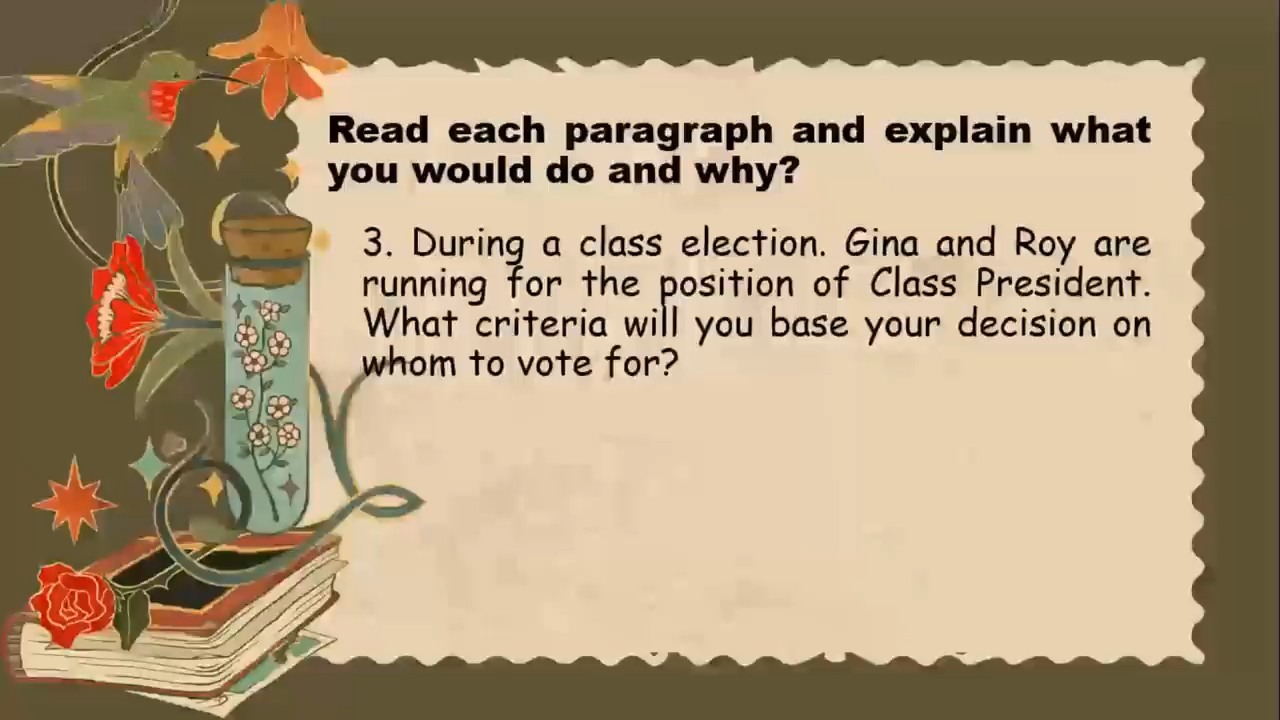 Read each paragraph and explain what
you would do and why?
3. During a class election. Gina and Roy are
running for the position of Class President.
What criteria will you base your decision on
whom to vote for?